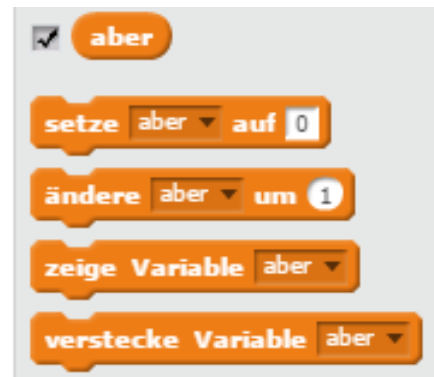 aber
setze aber auf 0
ändere aber um 1
zeige Variable aber
verstecke Variable aber